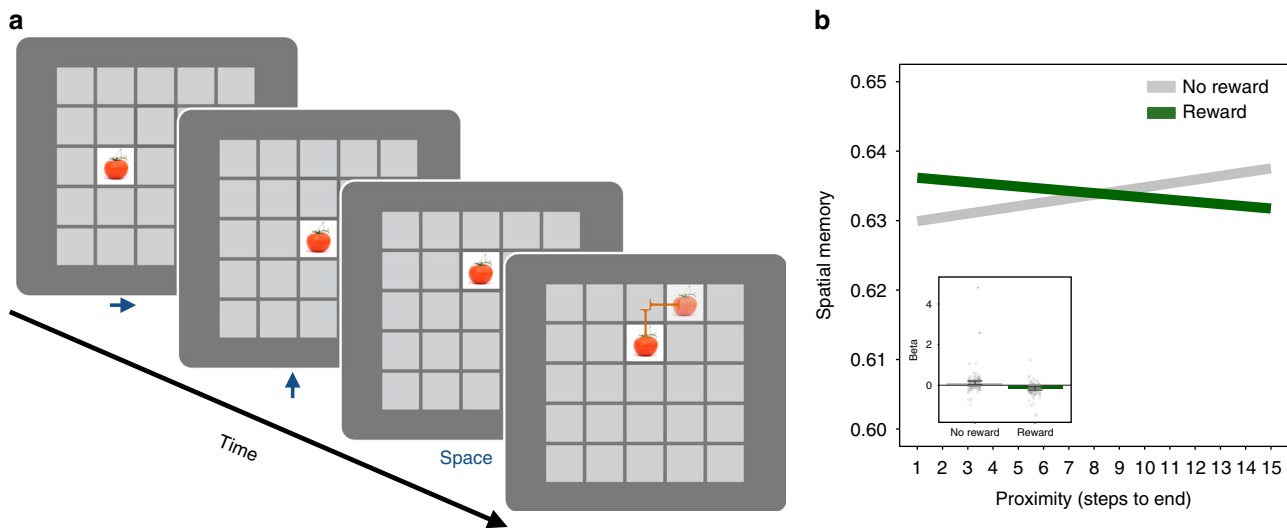 a
Time
Space
b
No reward
Reward
Spatial memory
0.65
0.64
0.63
0.62
0.61
0.60
1 2 3 4 5 6 7 8 9 10 11 12 13 14 15
Proximity (steps to end)
Beta
4
2
0
No reward Reward